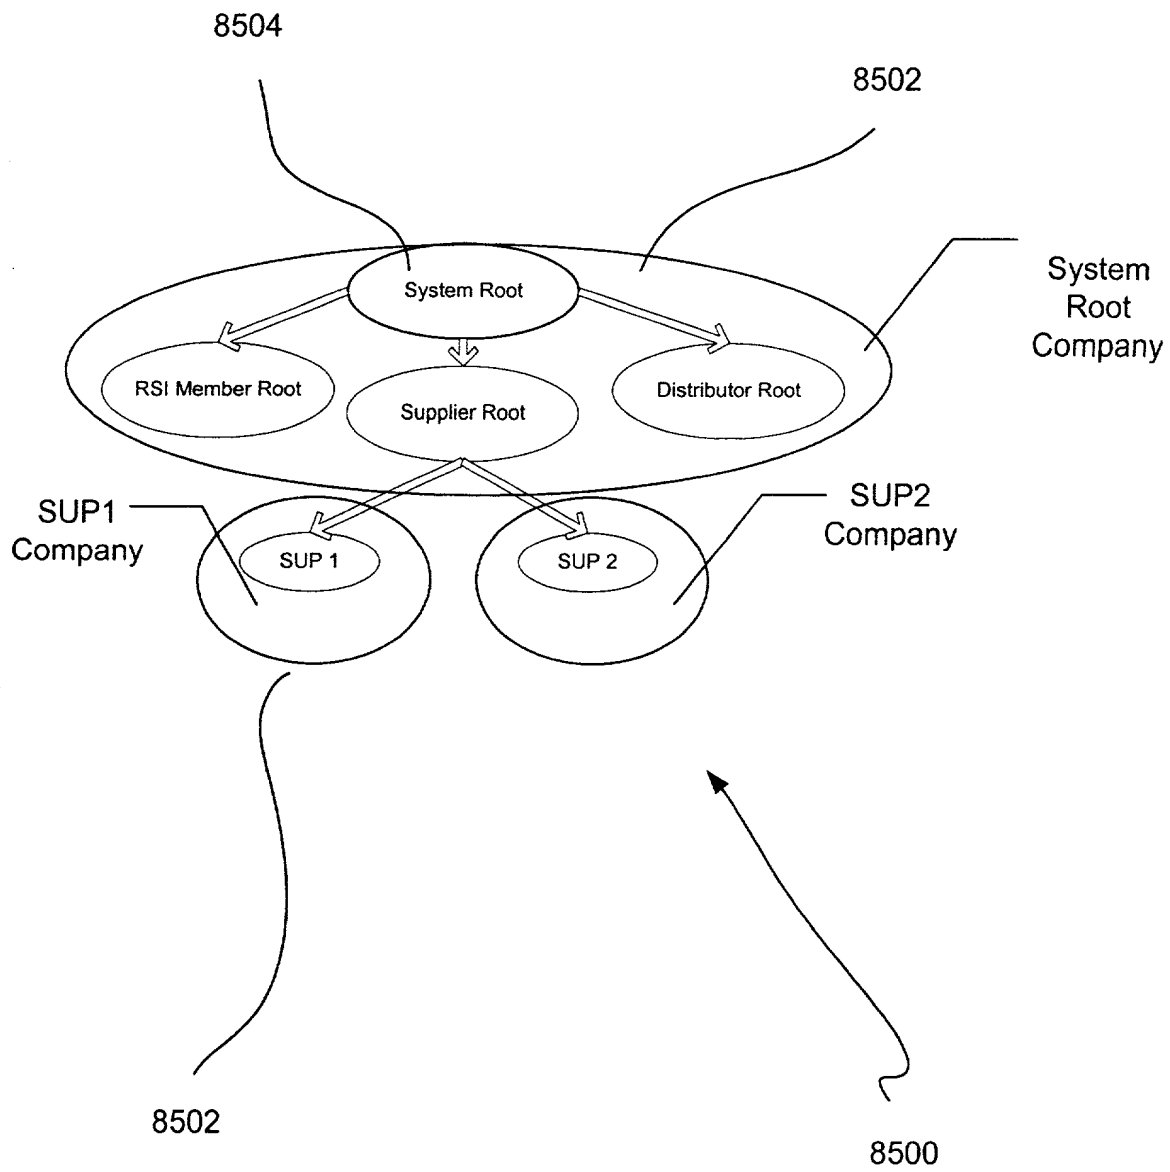 8504
8502
System Root
System
Root
Company
RSI Member Root
Supplier Root
Distributor Root
SUP1
Company
SUP2
Company
SUP 1
SUP 2
8502
8500